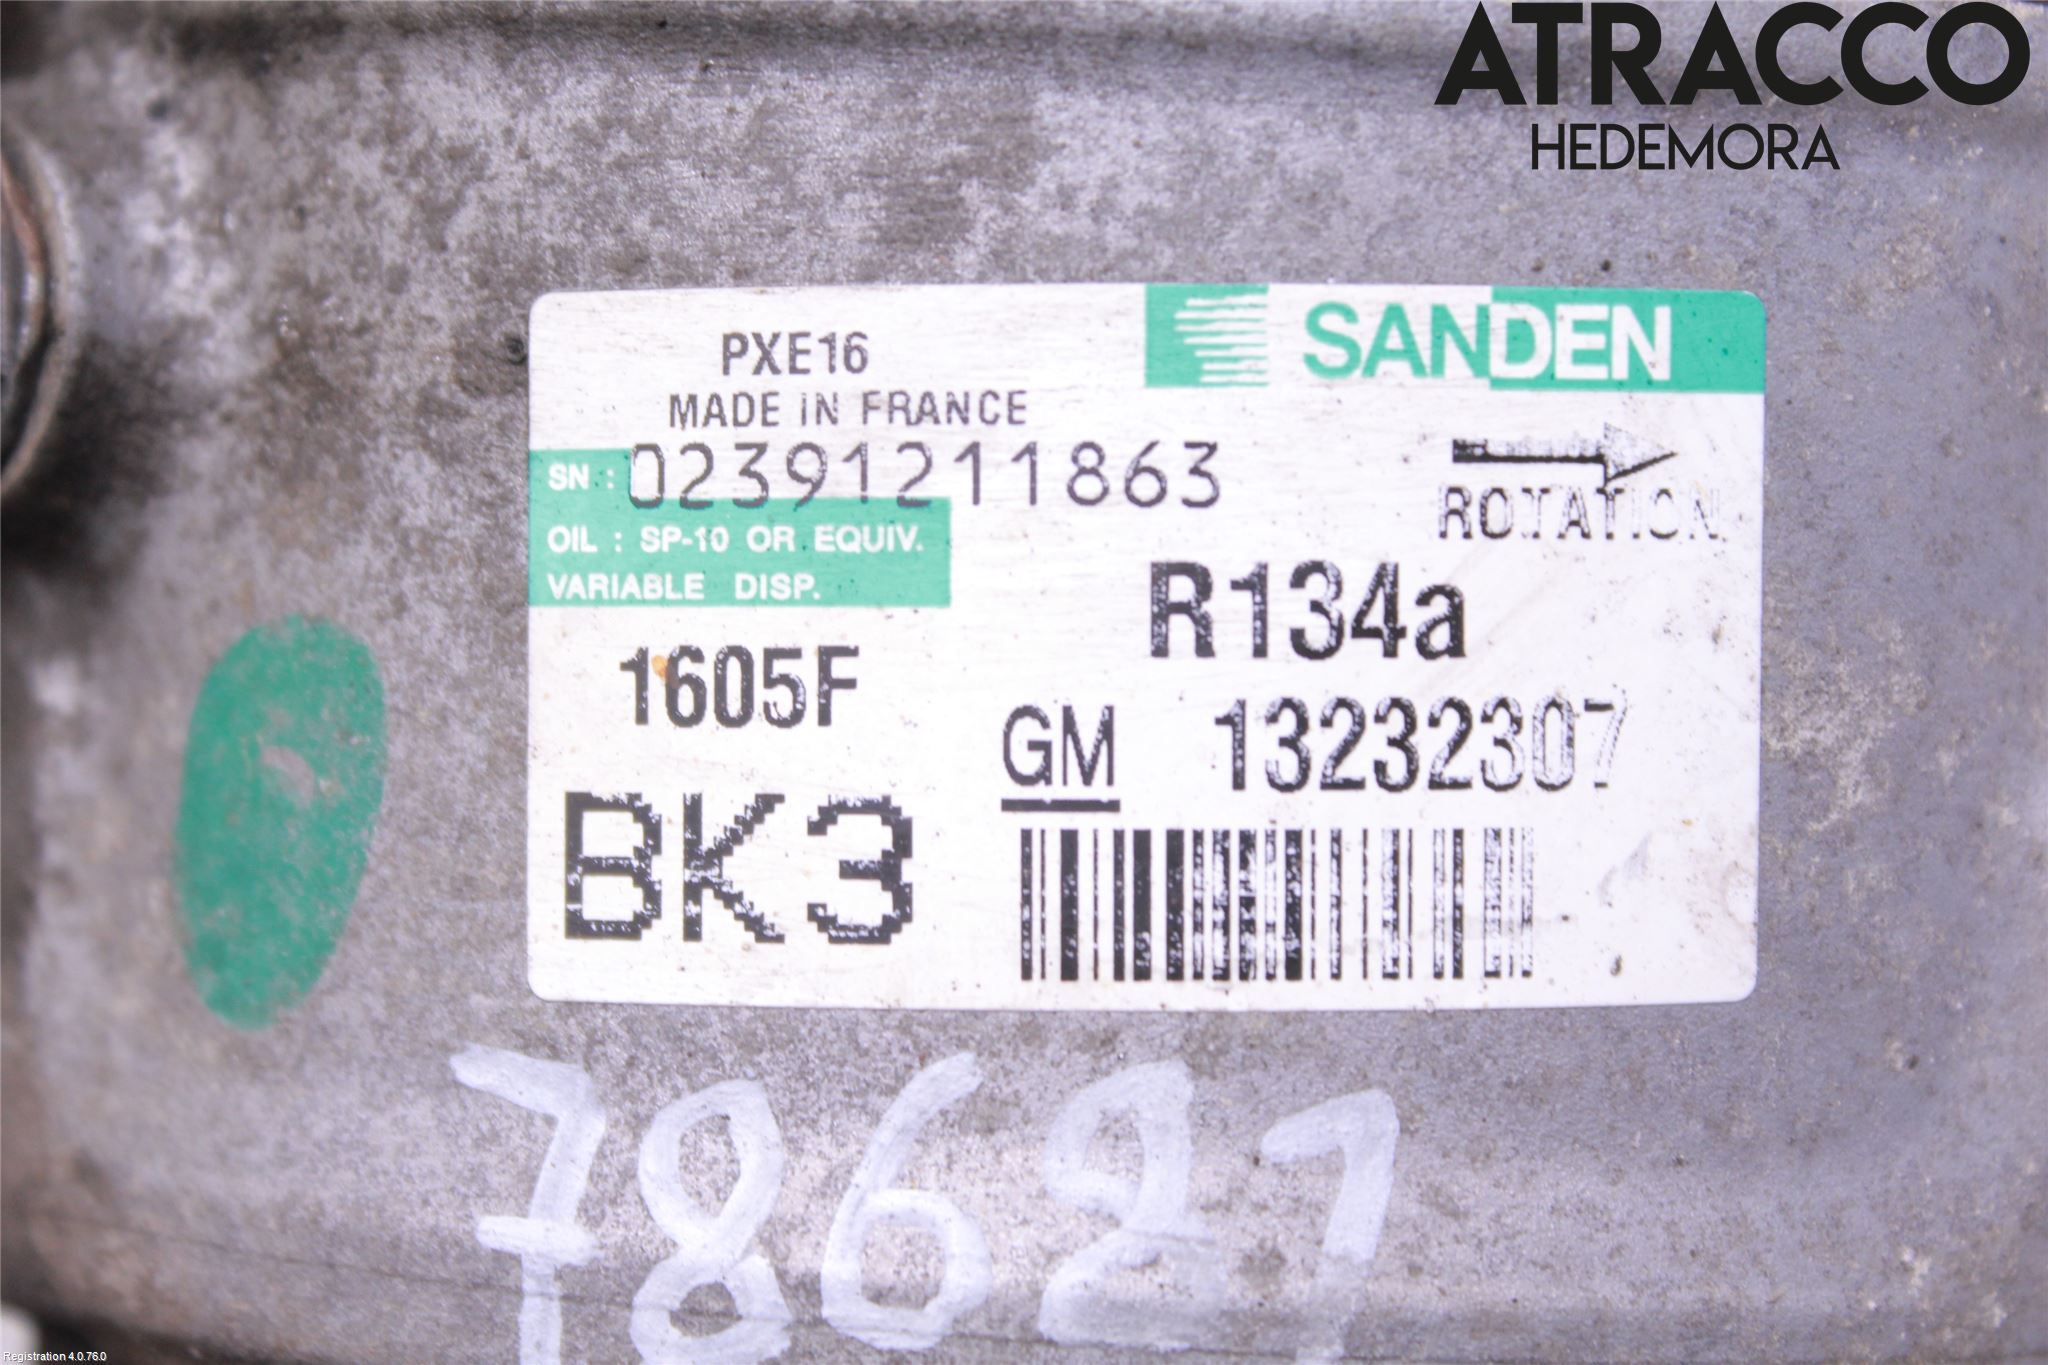 ATRACCO
HEDEMORA
PXE16
SANDEN
MADE IN FRANCE
SN : 02391211863
ROTATION
OIL : SP-10 OR EQUIV.
VARIABLE DISP.
R134a
1605F
GM 13232307
BK3
78621
Registration 4.0.76.0